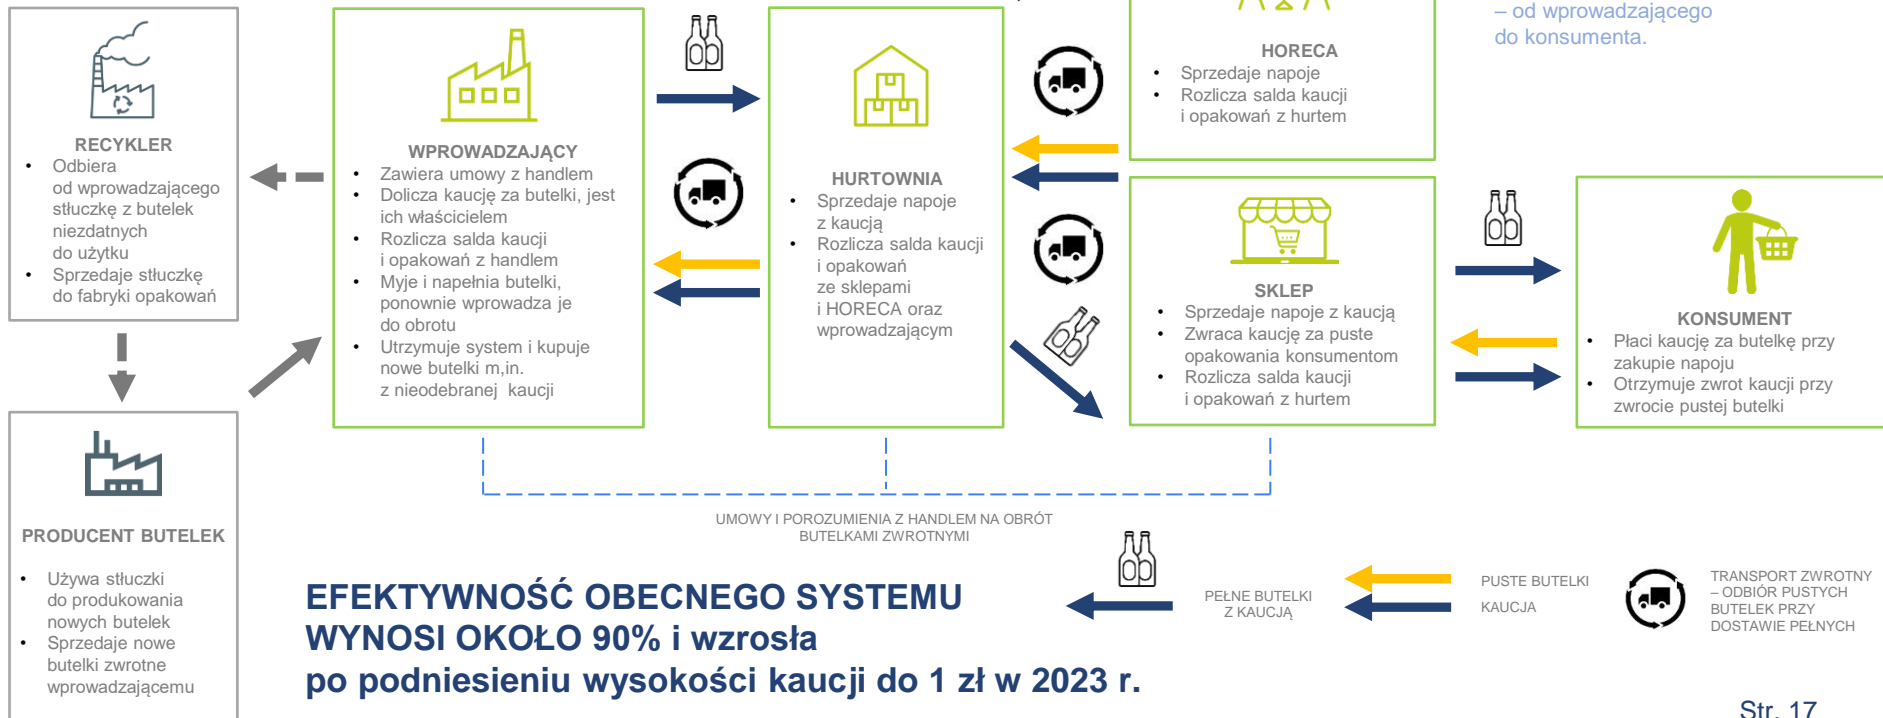 – od wprowadzającego
do konsumenta.
HORECA
• Sprzedaje napoje
• Rozlicza salda kaucji
i opakowań z hurtem
RECYKLER
• Odbiera
od wprowadzającego
stłuczkę z butelek
niezdatnych
do użytku
• Sprzedaje stłuczkę
do fabryki opakowań
WPROWADZAJĄCY
• Zawiera umowy z handlem
• Dolicza kaucję za butelki, jest
ich właścicielem
• Rozlicza salda kaucji
i opakowań z handlem
• Myje i napełnia butelki,
ponownie wprowadza je
do obrotu
• Utrzymuje system i kupuje
nowe butelki m,in.
z nieodebranej kaucji
HURTOWNIA
• Sprzedaje napoje
z kaucją
• Rozlicza salda kaucji
i opakowań
ze sklepami
i HORECA oraz
wprowadzającym
SKLEP
• Sprzedaje napoje z kaucją
• Zwraca kaucję za puste
opakowania konsumentom
• Rozlicza salda kaucji
i opakowań z hurtem
KONSUMENT
• Płaci kaucję za butelkę przy
zakupie napoju
• Otrzymuje zwrot kaucji przy
zwrocie pustej butelki
PRODUCENT BUTELEK
• Używa stłuczki
do produkowania
nowych butelek
• Sprzedaje nowe
butelki zwrotne
wprowadzającemu
UMOWY I POROZUMIENIA Z HANDLEM NA OBRÓT
BUTELKAMI ZWROTNYMI
EFEKTYWNOŚĆ OBECNEGO SYSTEMU
WYNOSI OKOŁO 90% i wzrosła
po podniesieniu wysokości kaucji do 1 zł w 2023 r.
PEŁNE BUTELKI
Z KAUCJĄ
PUSTE BUTELKI
KAUCJA
TRANSPORT ZWROTNY
– ODBIÓR PUSTYCH
BUTELEK PRZY
DOSTAWIE PEŁNYCH
Str. 17